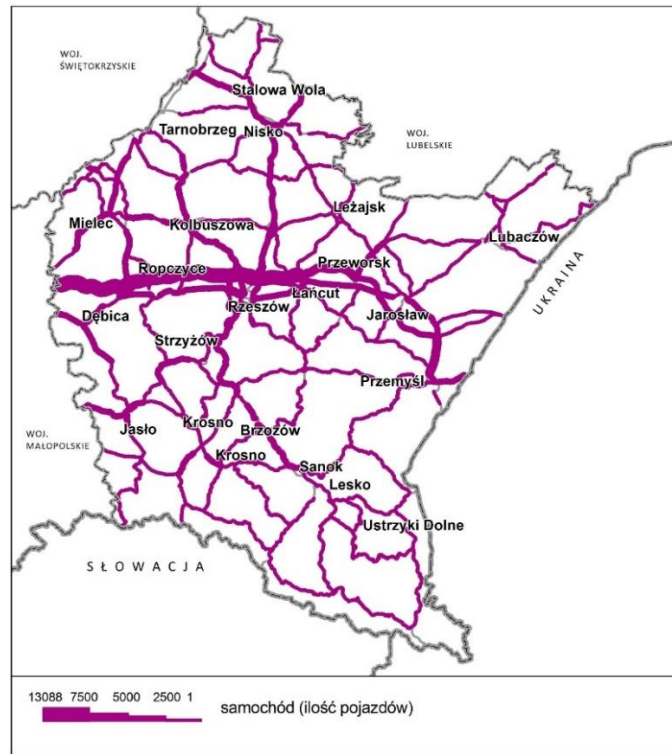 WOJ.
ŚWIĘTOKRZYSKIE
Stalowa Wola
Tarnobrzeg
Nisko
WOJ.
LUBELSKIE
Leżajsk
Mielec
Kolbuszowa
Lubaczów
Ropczyce
Przeworsk
UKRAINA
Rzeszów
Łańcut
Dębica
Jarosław
Strzyżów
Przemyśl
WOJ.
MAŁOPOLSKIE
Jasło
Krosno
Brzozów
Krosno
Sanok
Lesko
Ustrzyki Dolne
SŁOWACJA
13088 7500 5000 2500 1
samochód (ilość pojazdów)